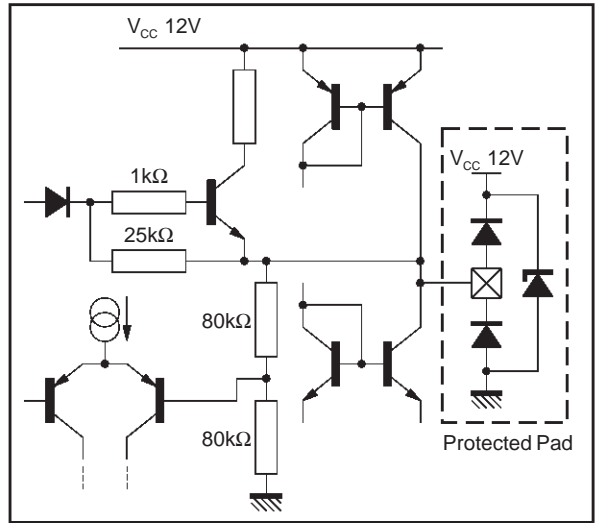 V_CC 12V
1kΩ
25kΩ
80kΩ
80kΩ
V_CC 12V
Protected Pad